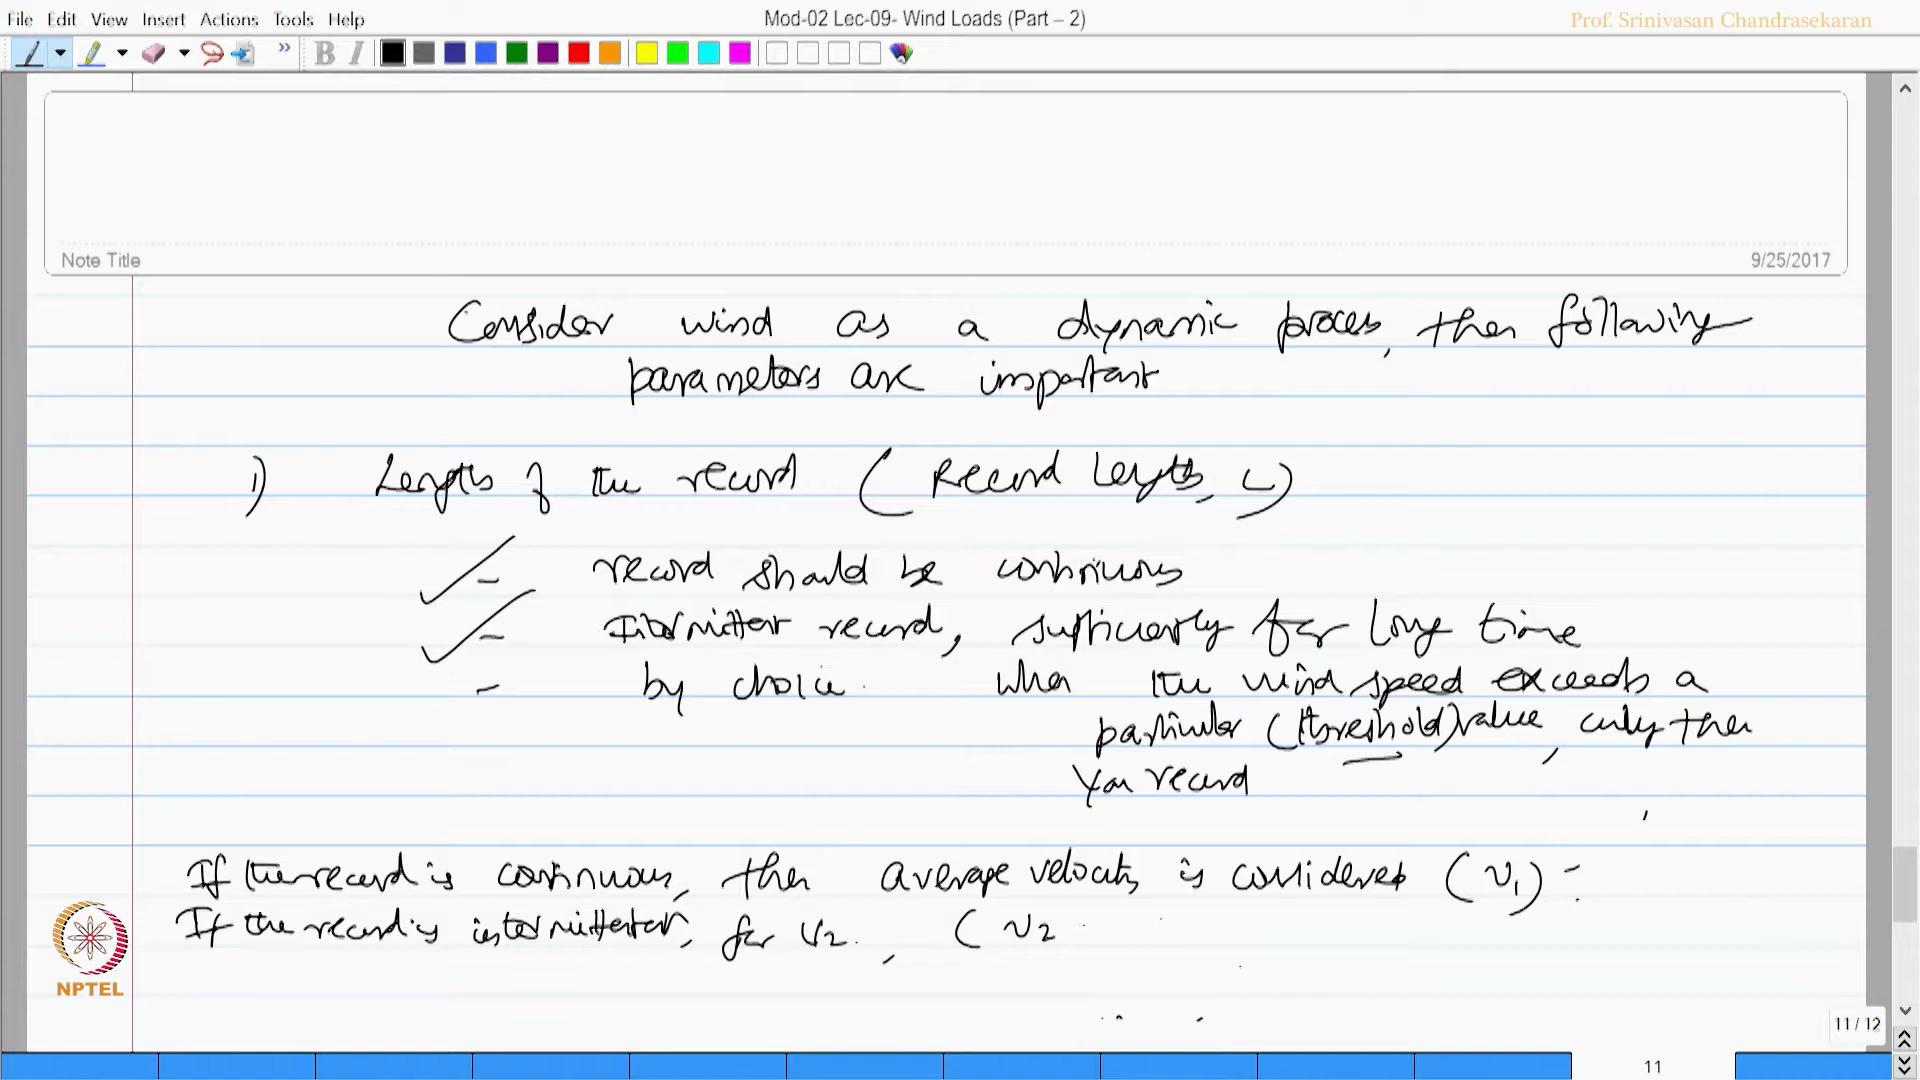 File Edit View Insert Actions Tools Help
Mod-02 Lec-09- Wind Loads (Part – 2)
Prof. Srinivasan Chandrasekaran
B I
Note Title
9/25/2017
Consider wind as a dynamic process, then following
parameters are important
1) Length of the record (Record length, L)
- record should be continuous
- Intermittent record, sufficiently for long time
- by choice. when the wind speed exceeds a
particular (threshold) value, only then
you record
If the record is continuous, then average velocity is considered (v1) -
If the record is intermittent, for v2. , ( v2
NPTEL
11 / 12
11